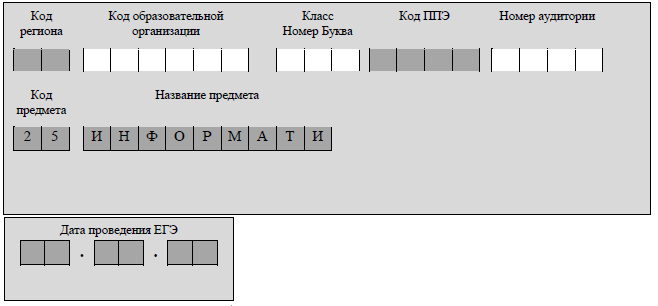 Код региона Код образовательной организации Класс Номер Буква Код ППЭ Номер аудитории
Код предмета Название предмета
2 5 И Н Ф О Р М А Т И
Дата проведения ЕГЭ
. .